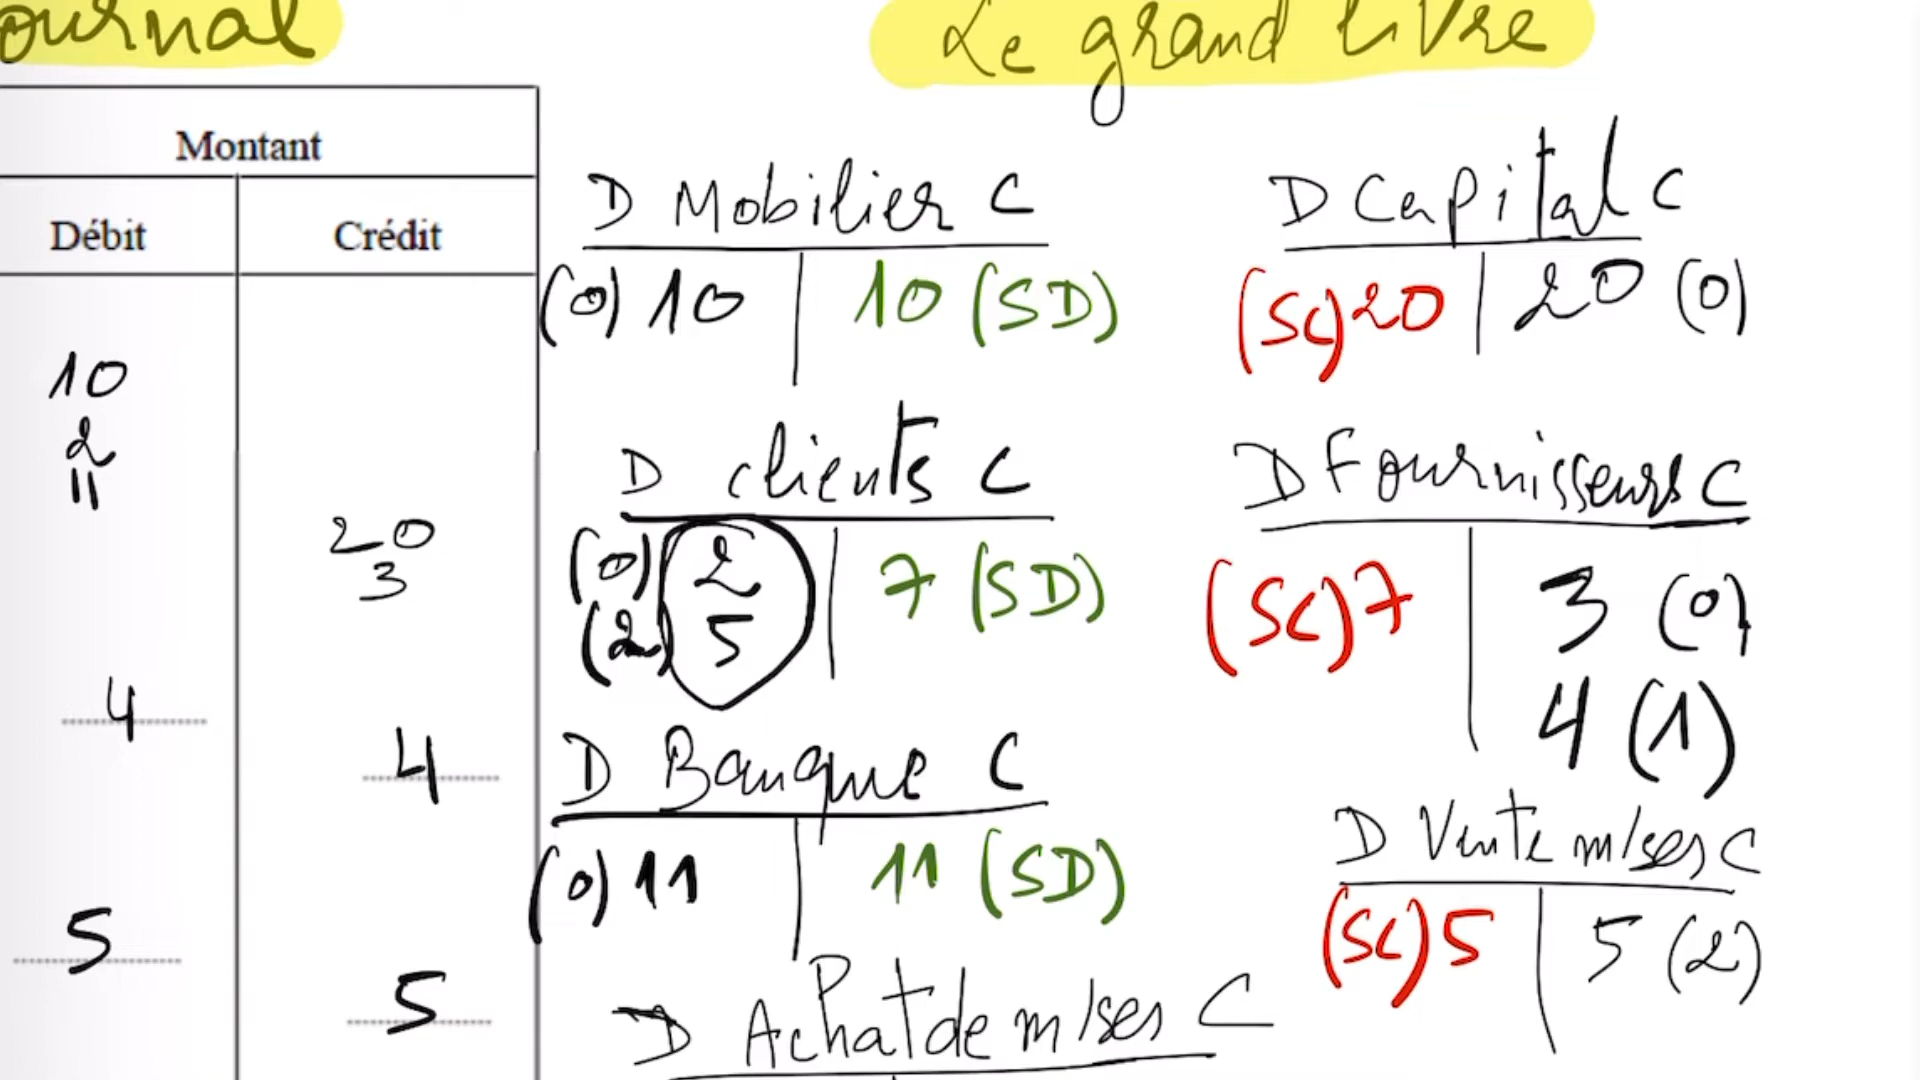 ournal
Le grand livre
Montant
Débit
Crédit
10
2
11
20
3
4
4
5
5
D Mobilier C
(0) 10
10 (SD)
D Capital C
(SC) 20
20 (0)
D clients C
(0) 2
(2) 5
7 (SD)
D Fournisseurs C
(SC) 7
3 (0)
4 (1)
D Banque C
(0) 11
11 (SD)
D Vente m/ses C
(SC) 5
5 (2)
D Achat de m/ses C